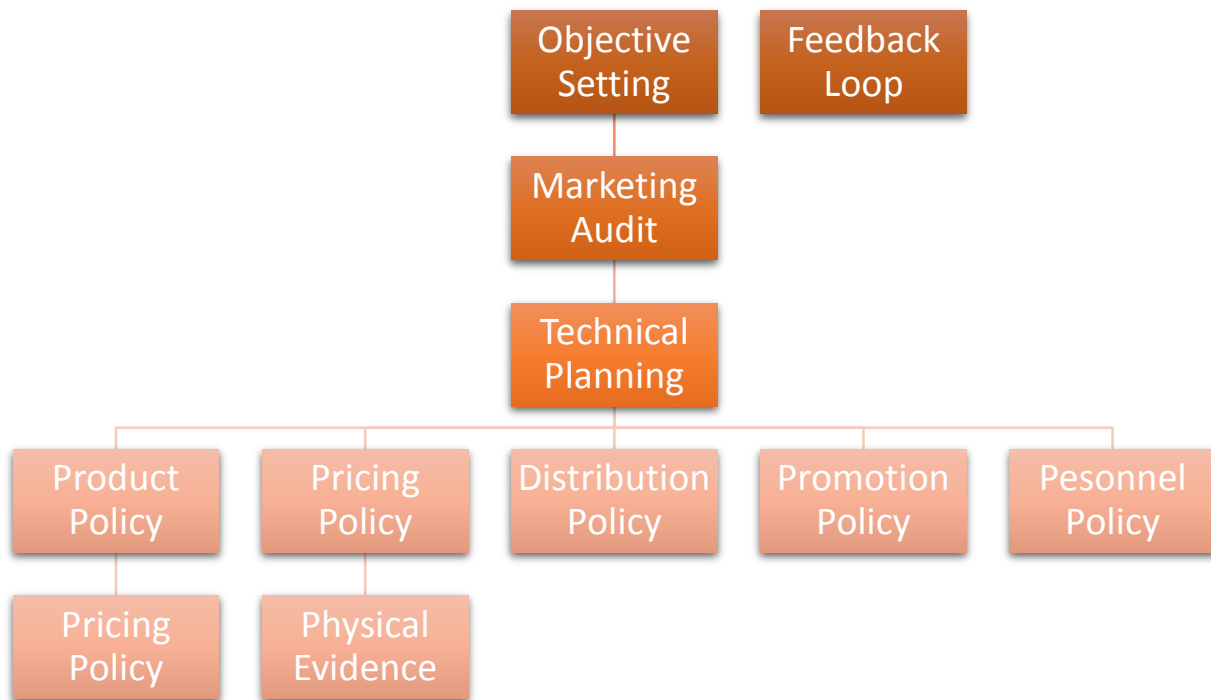 Objective
Setting
Feedback
Loop
Marketing
Audit
Technical
Planning
Product
Policy
Pricing
Policy
Distribution
Policy
Promotion
Policy
Pesonnel
Policy
Pricing
Policy
Physical
Evidence